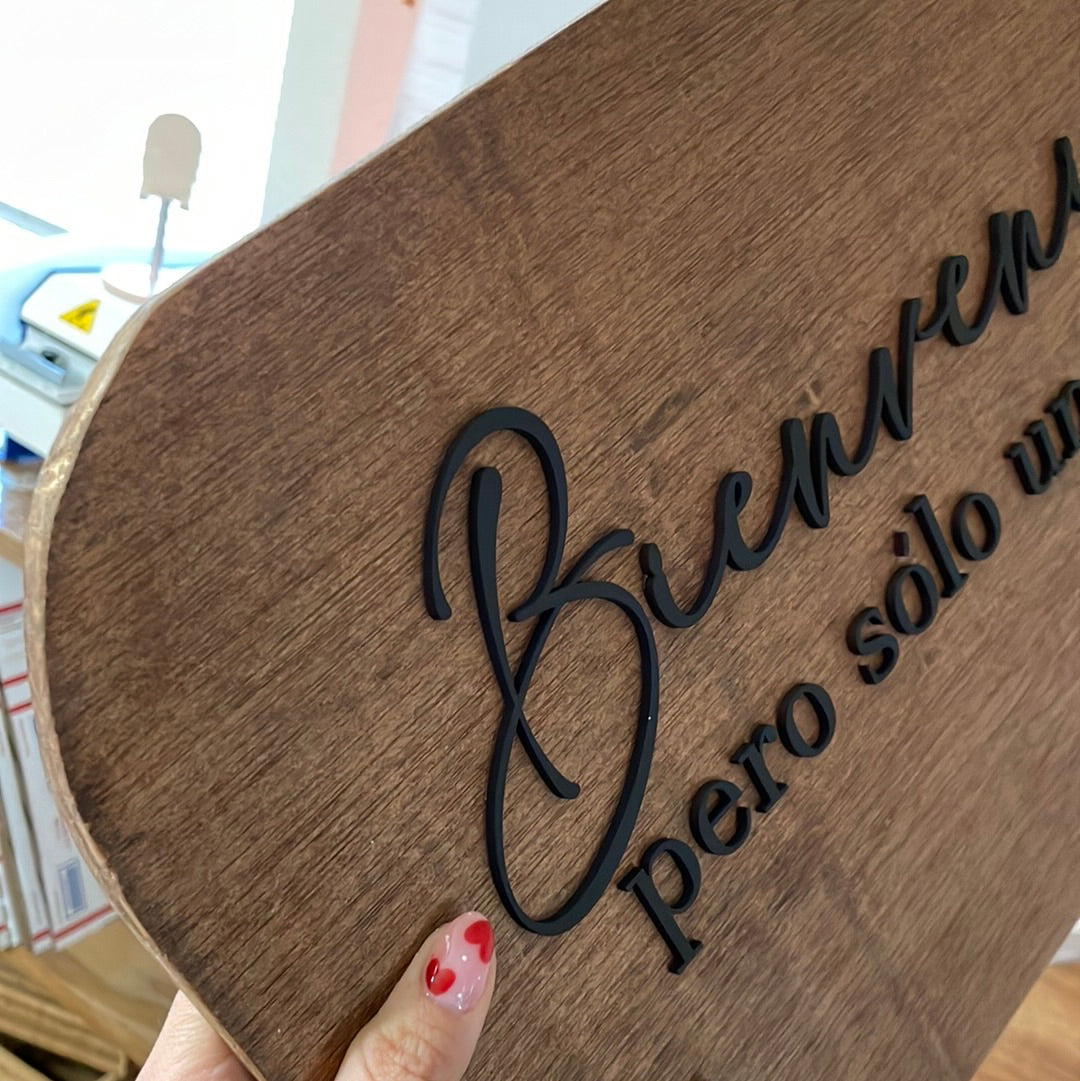 Bienven
pero sólo un